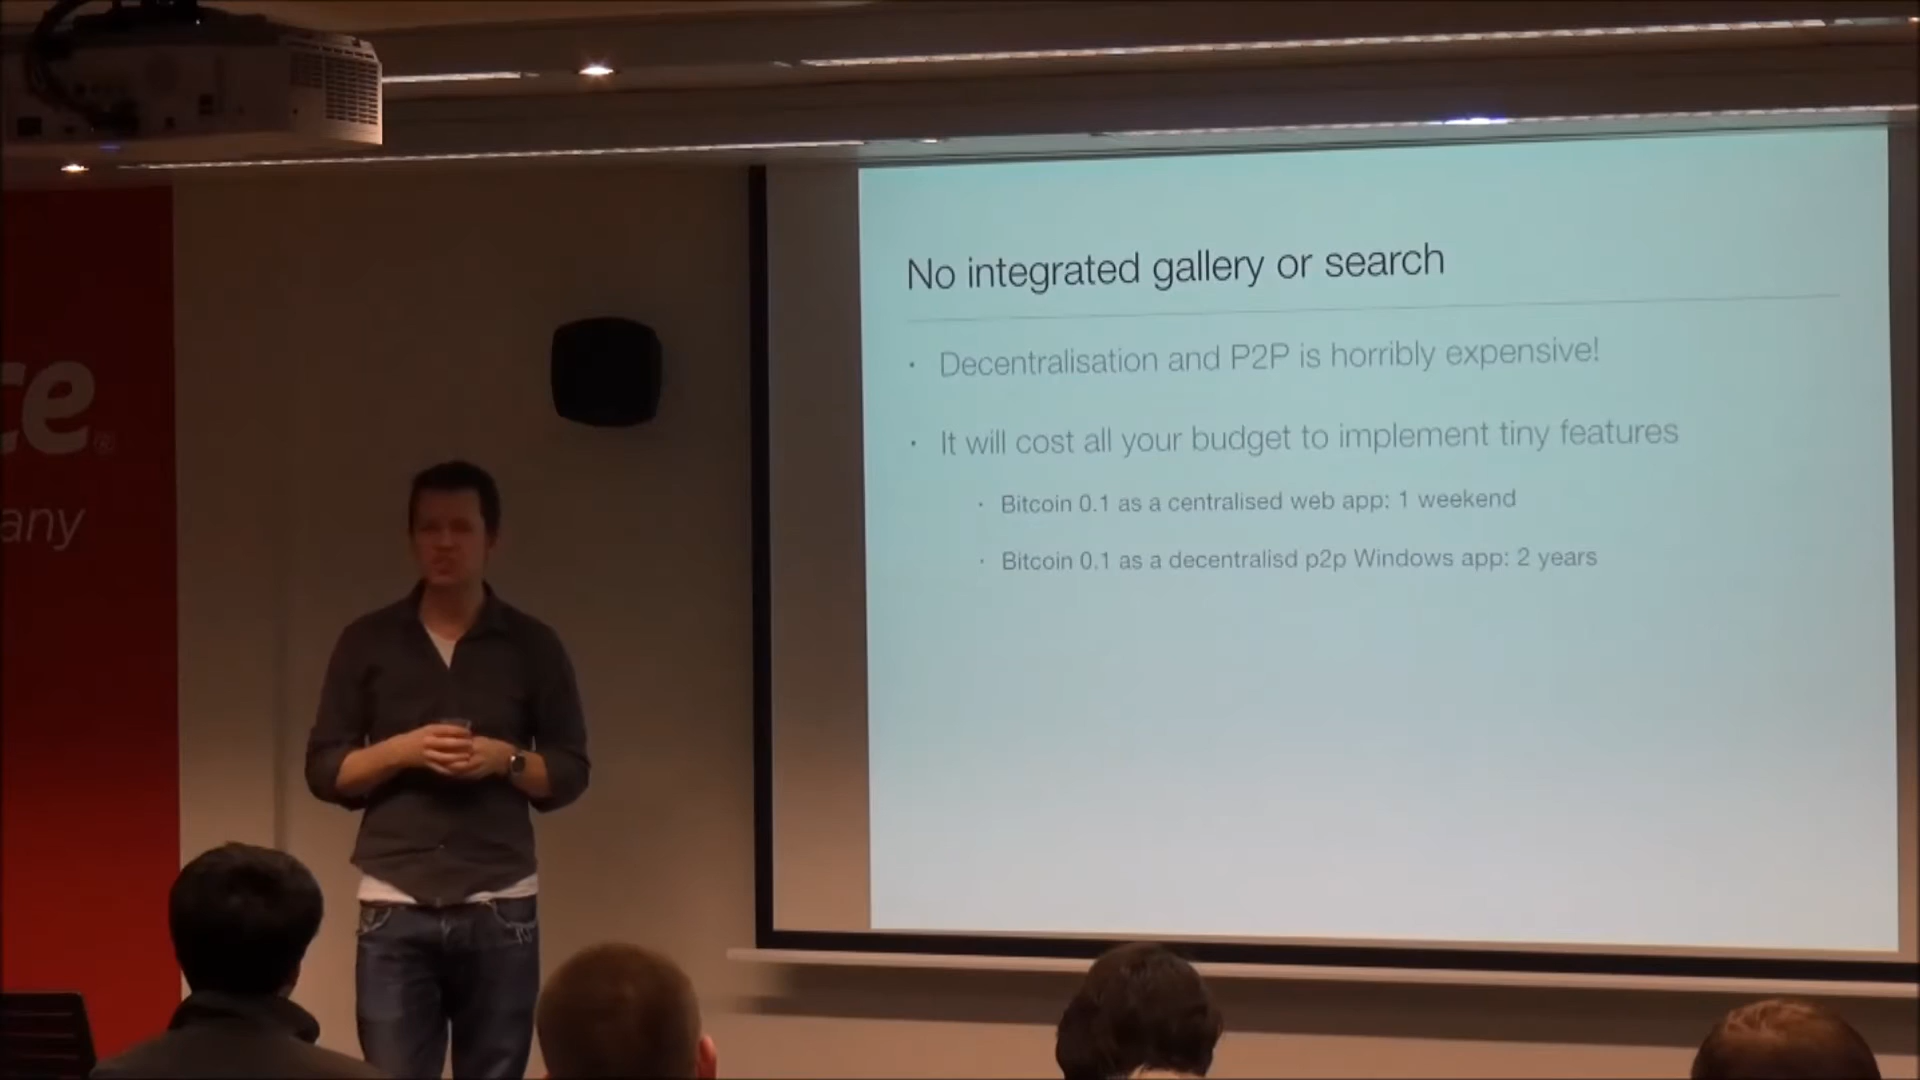 No integrated gallery or search
· Decentralisation and P2P is horribly expensive!
· It will cost all your budget to implement tiny features
· Bitcoin 0.1 as a centralised web app: 1 weekend
· Bitcoin 0.1 as a decentralisd p2p Windows app: 2 years
ce®
any